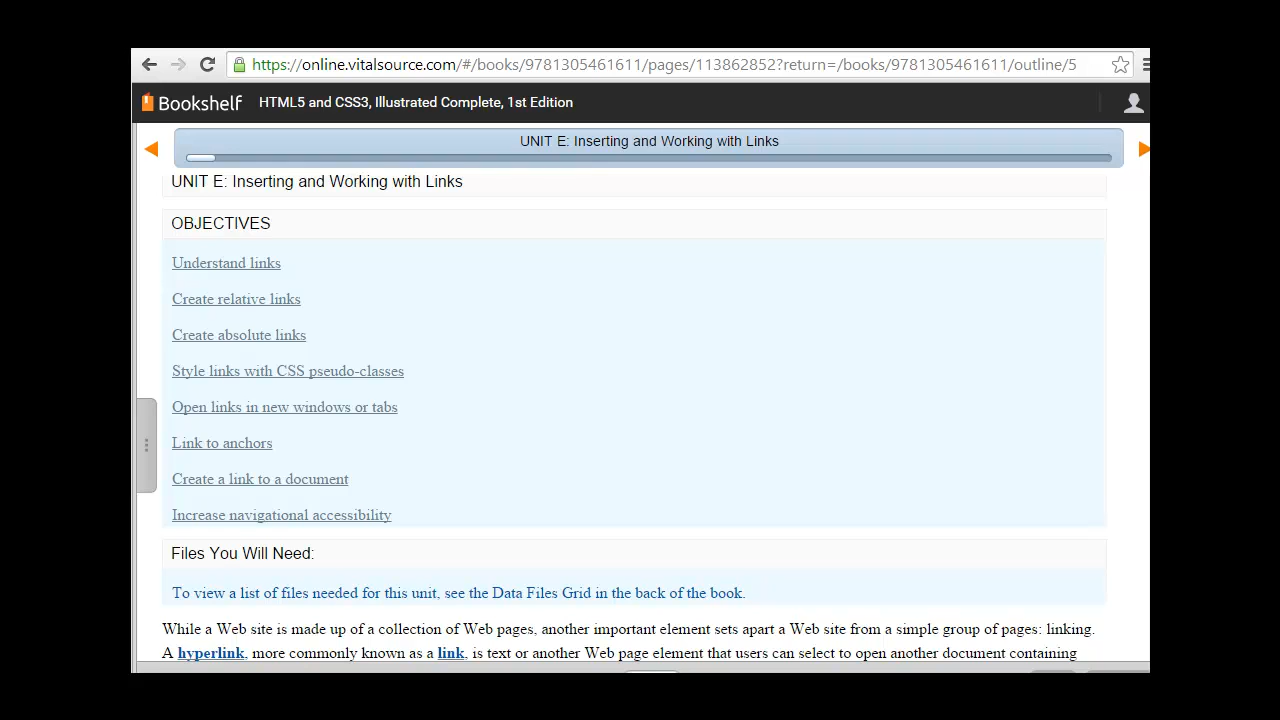 https://online.vitalsource.com/#/books/9781305461611/pages/113862852?return=/books/9781305461611/outline/5
Bookshelf HTML5 and CSS3, Illustrated Complete, 1st Edition
UNIT E: Inserting and Working with Links
UNIT E: Inserting and Working with Links
OBJECTIVES
Understand links
Create relative links
Create absolute links
Style links with CSS pseudo-classes
Open links in new windows or tabs
Link to anchors
Create a link to a document
Increase navigational accessibility
Files You Will Need:
To view a list of files needed for this unit, see the Data Files Grid in the back of the book.
While a Web site is made up of a collection of Web pages, another important element sets apart a Web site from a simple group of pages: linking.
A hyperlink, more commonly known as a link, is text or another Web page element that users can select to open another document containing